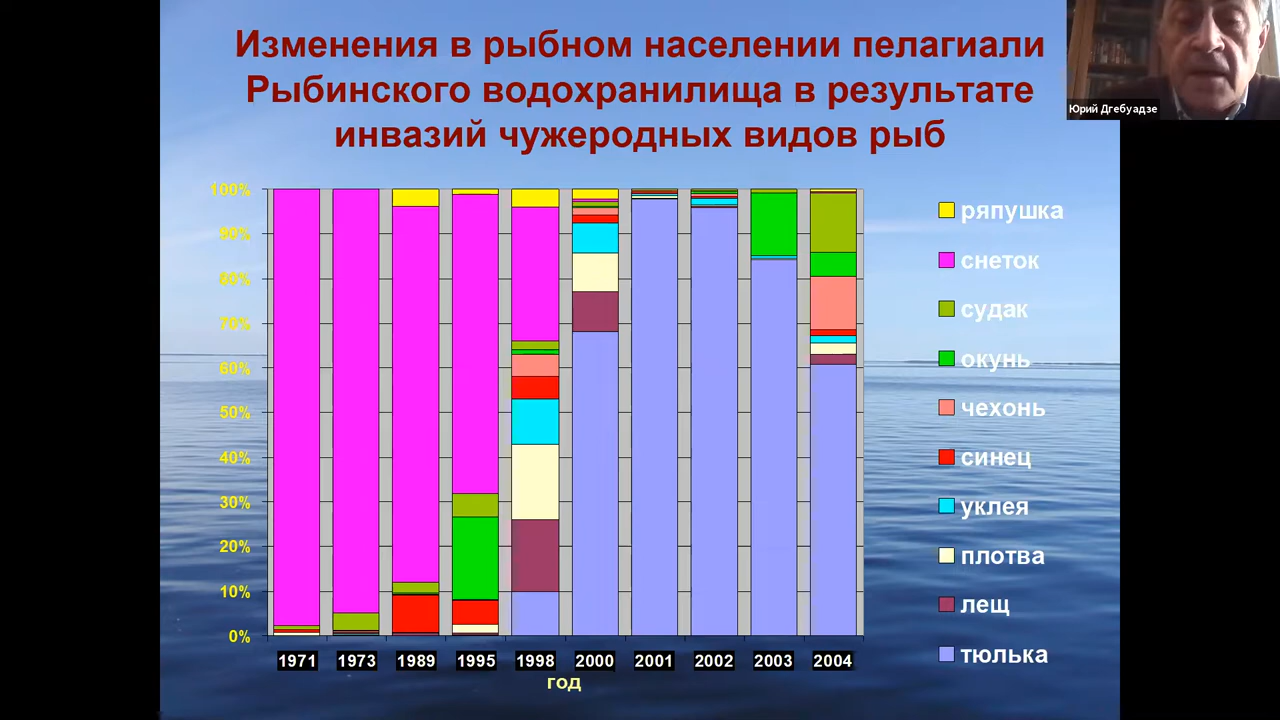 Изменения в рыбном населении пелагиали
Рыбинского водохранилища в результате
инвазий чужеродных видов рыб
Юрий Дгебуадзе
100%
90%
80%
70%
60%
50%
40%
30%
20%
10%
0%
1971 1973 1989 1995 1998 2000 2001 2002 2003 2004
год
ряпушка
снеток
судак
окунь
чехонь
синец
уклея
плотва
лещ
тюлька